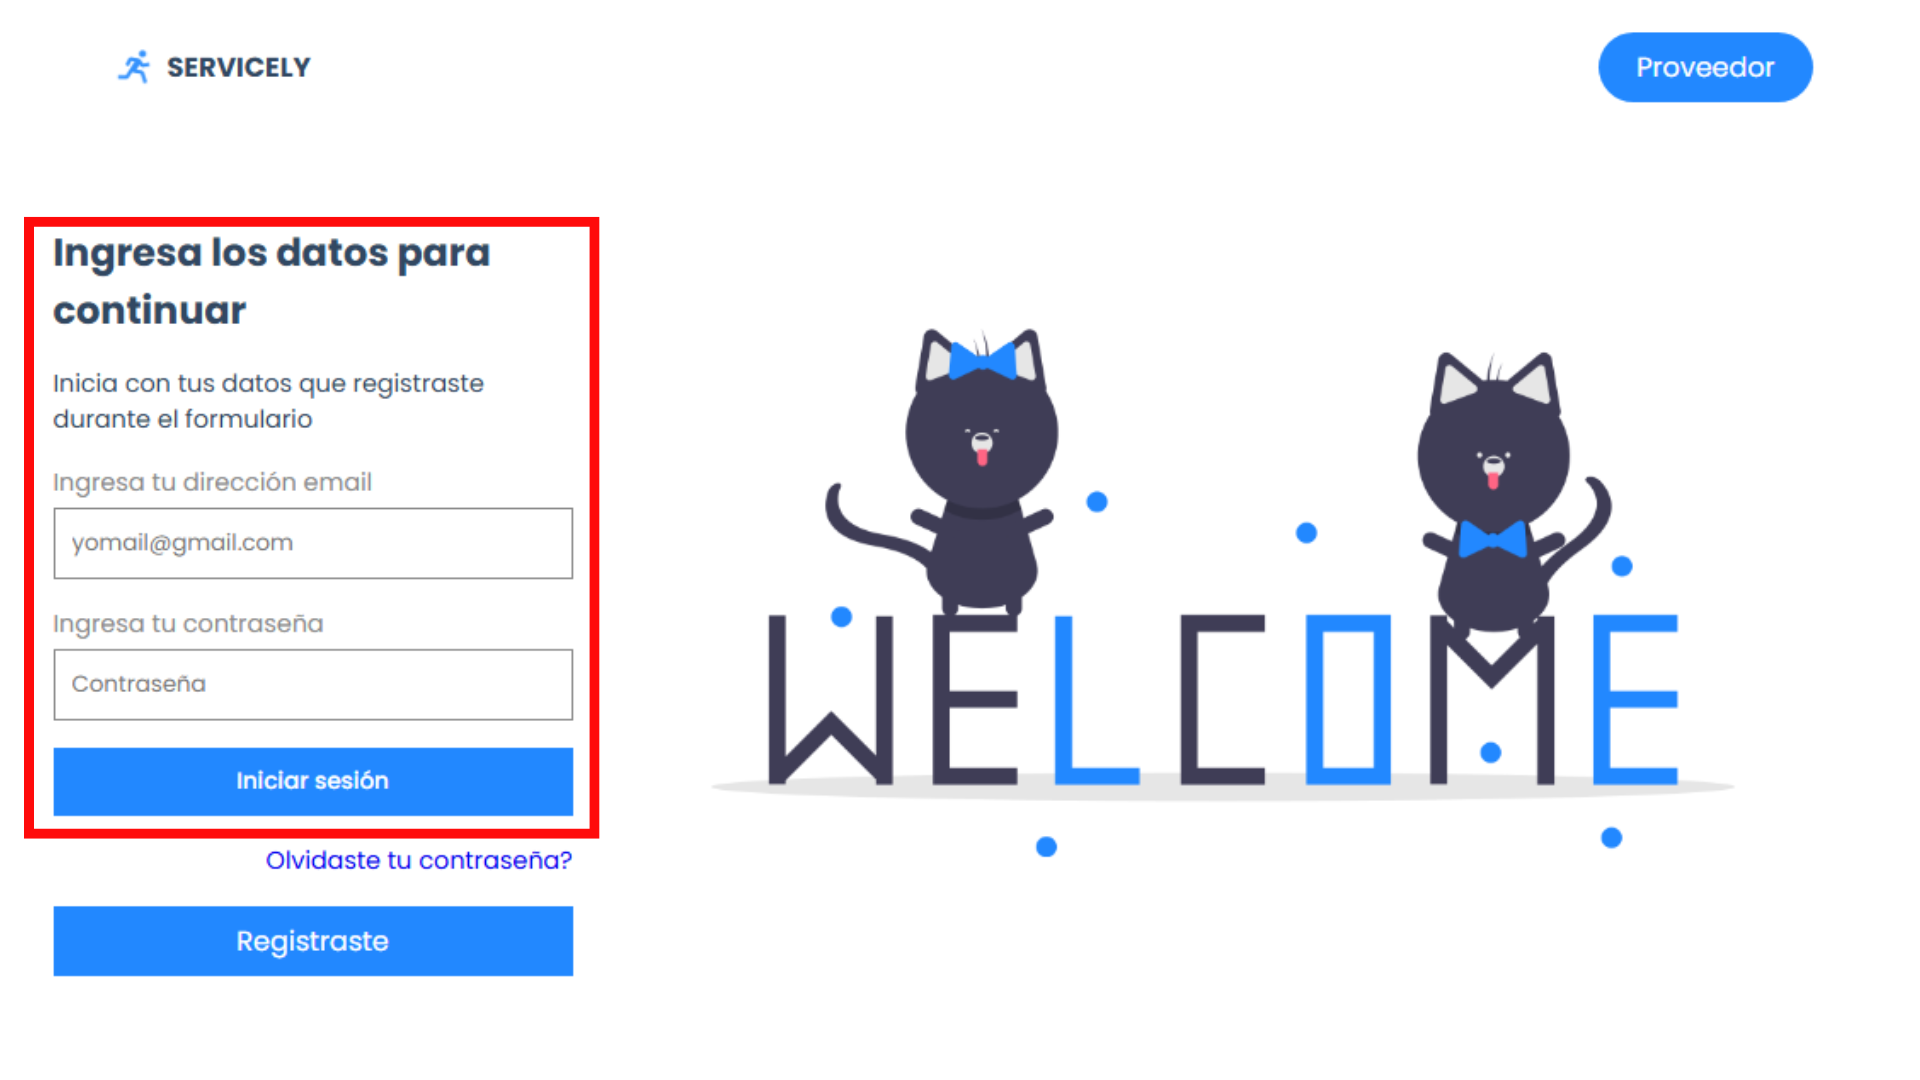 SERVICELY
Proveedor
Ingresa los datos para
continuar
Inicia con tus datos que registraste
durante el formulario
Ingresa tu dirección email
yomail@gmail.com
Ingresa tu contraseña
Contraseña
Iniciar sesión
Olvidaste tu contraseña?
Registraste
WELCOME